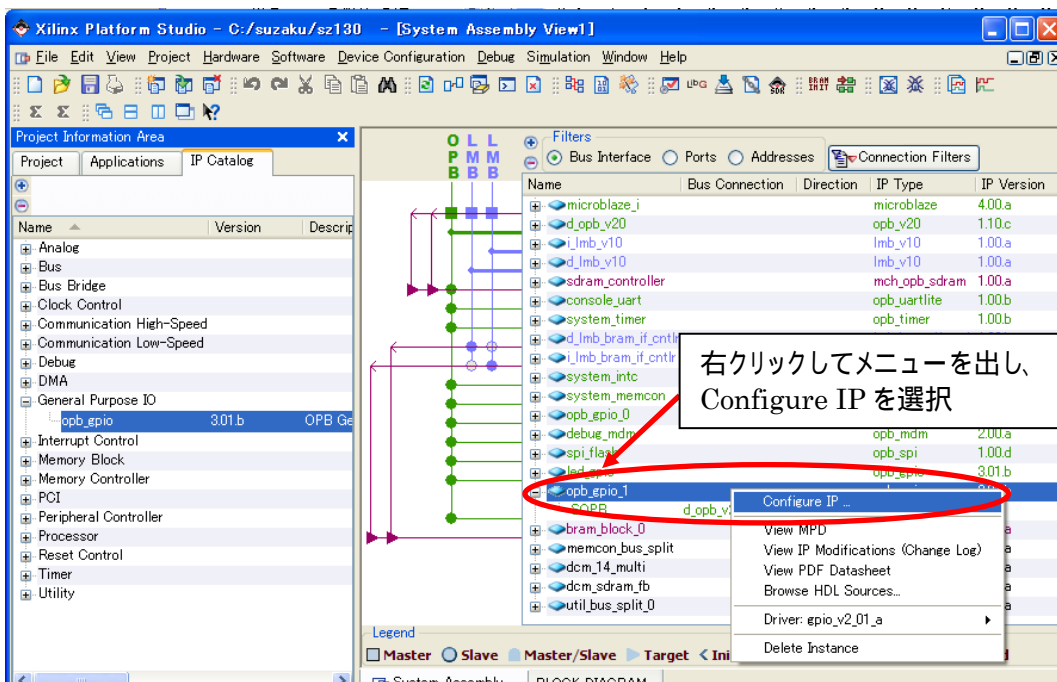 Xilinx Platform Studio - C:/suzaku/sz130 - [System Assembly View1]
File Edit View Project Hardware Software Device Configuration Debug Simulation Window Help
Project Information Area
Project Applications IP Catalog
Name Version Descrip
Analog
Bus
Bus Bridge
Clock Control
Communication High-Speed
Communication Low-Speed
Debug
DMA
General Purpose IO
opb_gpio 3.01.b OPB Ge
Interrupt Control
Memory Block
Memory Controller
PCI
Peripheral Controller
Processor
Reset Control
Timer
Utility
O L L
P M M
B B B
Filters
Bus Interface Ports Addresses Connection Filters
Name Bus Connection Direction IP Type IP Version
microblaze_i microblaze 4.00.a
d_opb_v20 opb_v20 1.10.c
i_lmb_v10 lmb_v10 1.00.a
d_lmb_v10 lmb_v10 1.00.a
sdram_controller mch_opb_sdram 1.00.a
console_uart opb_uartlite 1.00.b
system_timer opb_timer 1.00.b
d_lmb_bram_if_cntlr
i_lmb_bram_if_cntlr
system_intc
system_memcon
opb_gpio_0
debug_mdm opb_mdm 2.00.a
spi_flash opb_spi 1.00.d
led_gpio opb_gpio 3.01.b
opb_gpio_1
SOPB d_opb_v
bram_block_0 a
memcon_bus_split a
dcm_14_multi a
dcm_sdram_fb a
util_bus_split_0 a
右クリックしてメニューを出し、
Configure IP を選択
Configure IP ...
View MPD
View IP Modifications (Change Log)
View PDF Datasheet
Browse HDL Sources...
Driver: gpio_v2_01_a
Delete Instance
Legend
Master Slave Master/Slave Target Ini
System Assembly BLOCK DIAGRAM